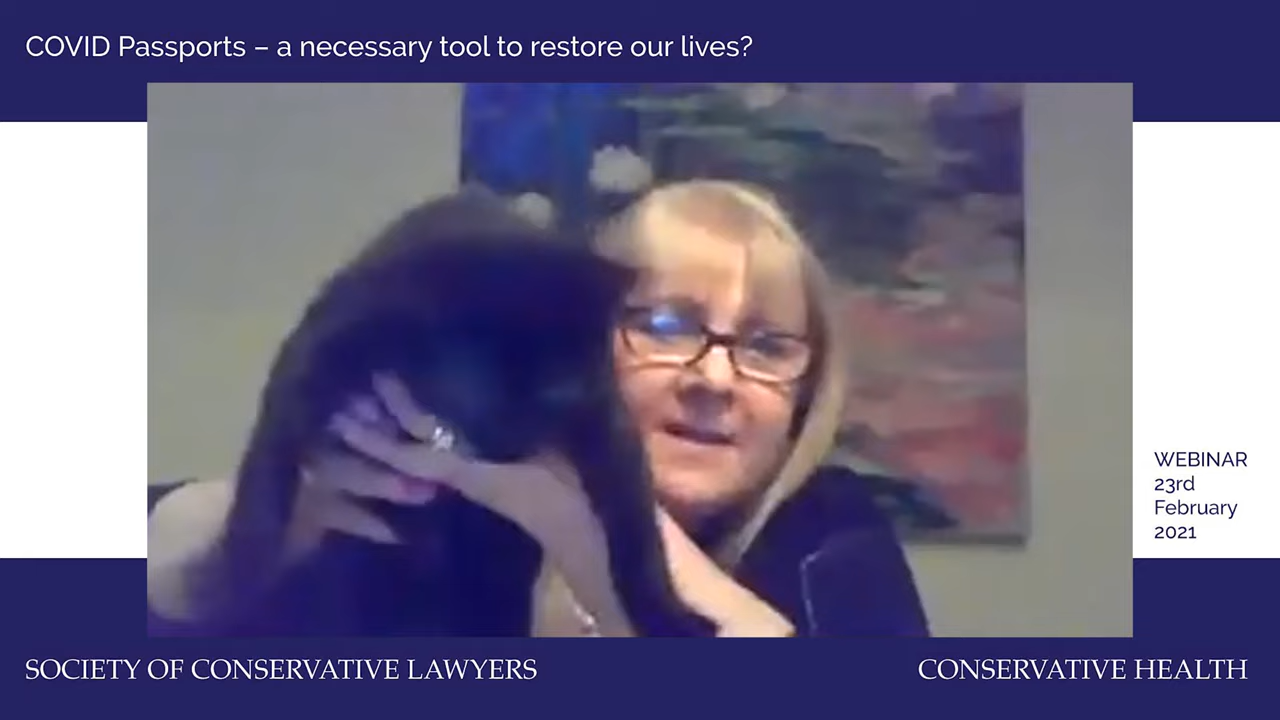 COVID Passports – a necessary tool to restore our lives?
WEBINAR
23rd
February
2021
SOCIETY OF CONSERVATIVE LAWYERS
CONSERVATIVE HEALTH